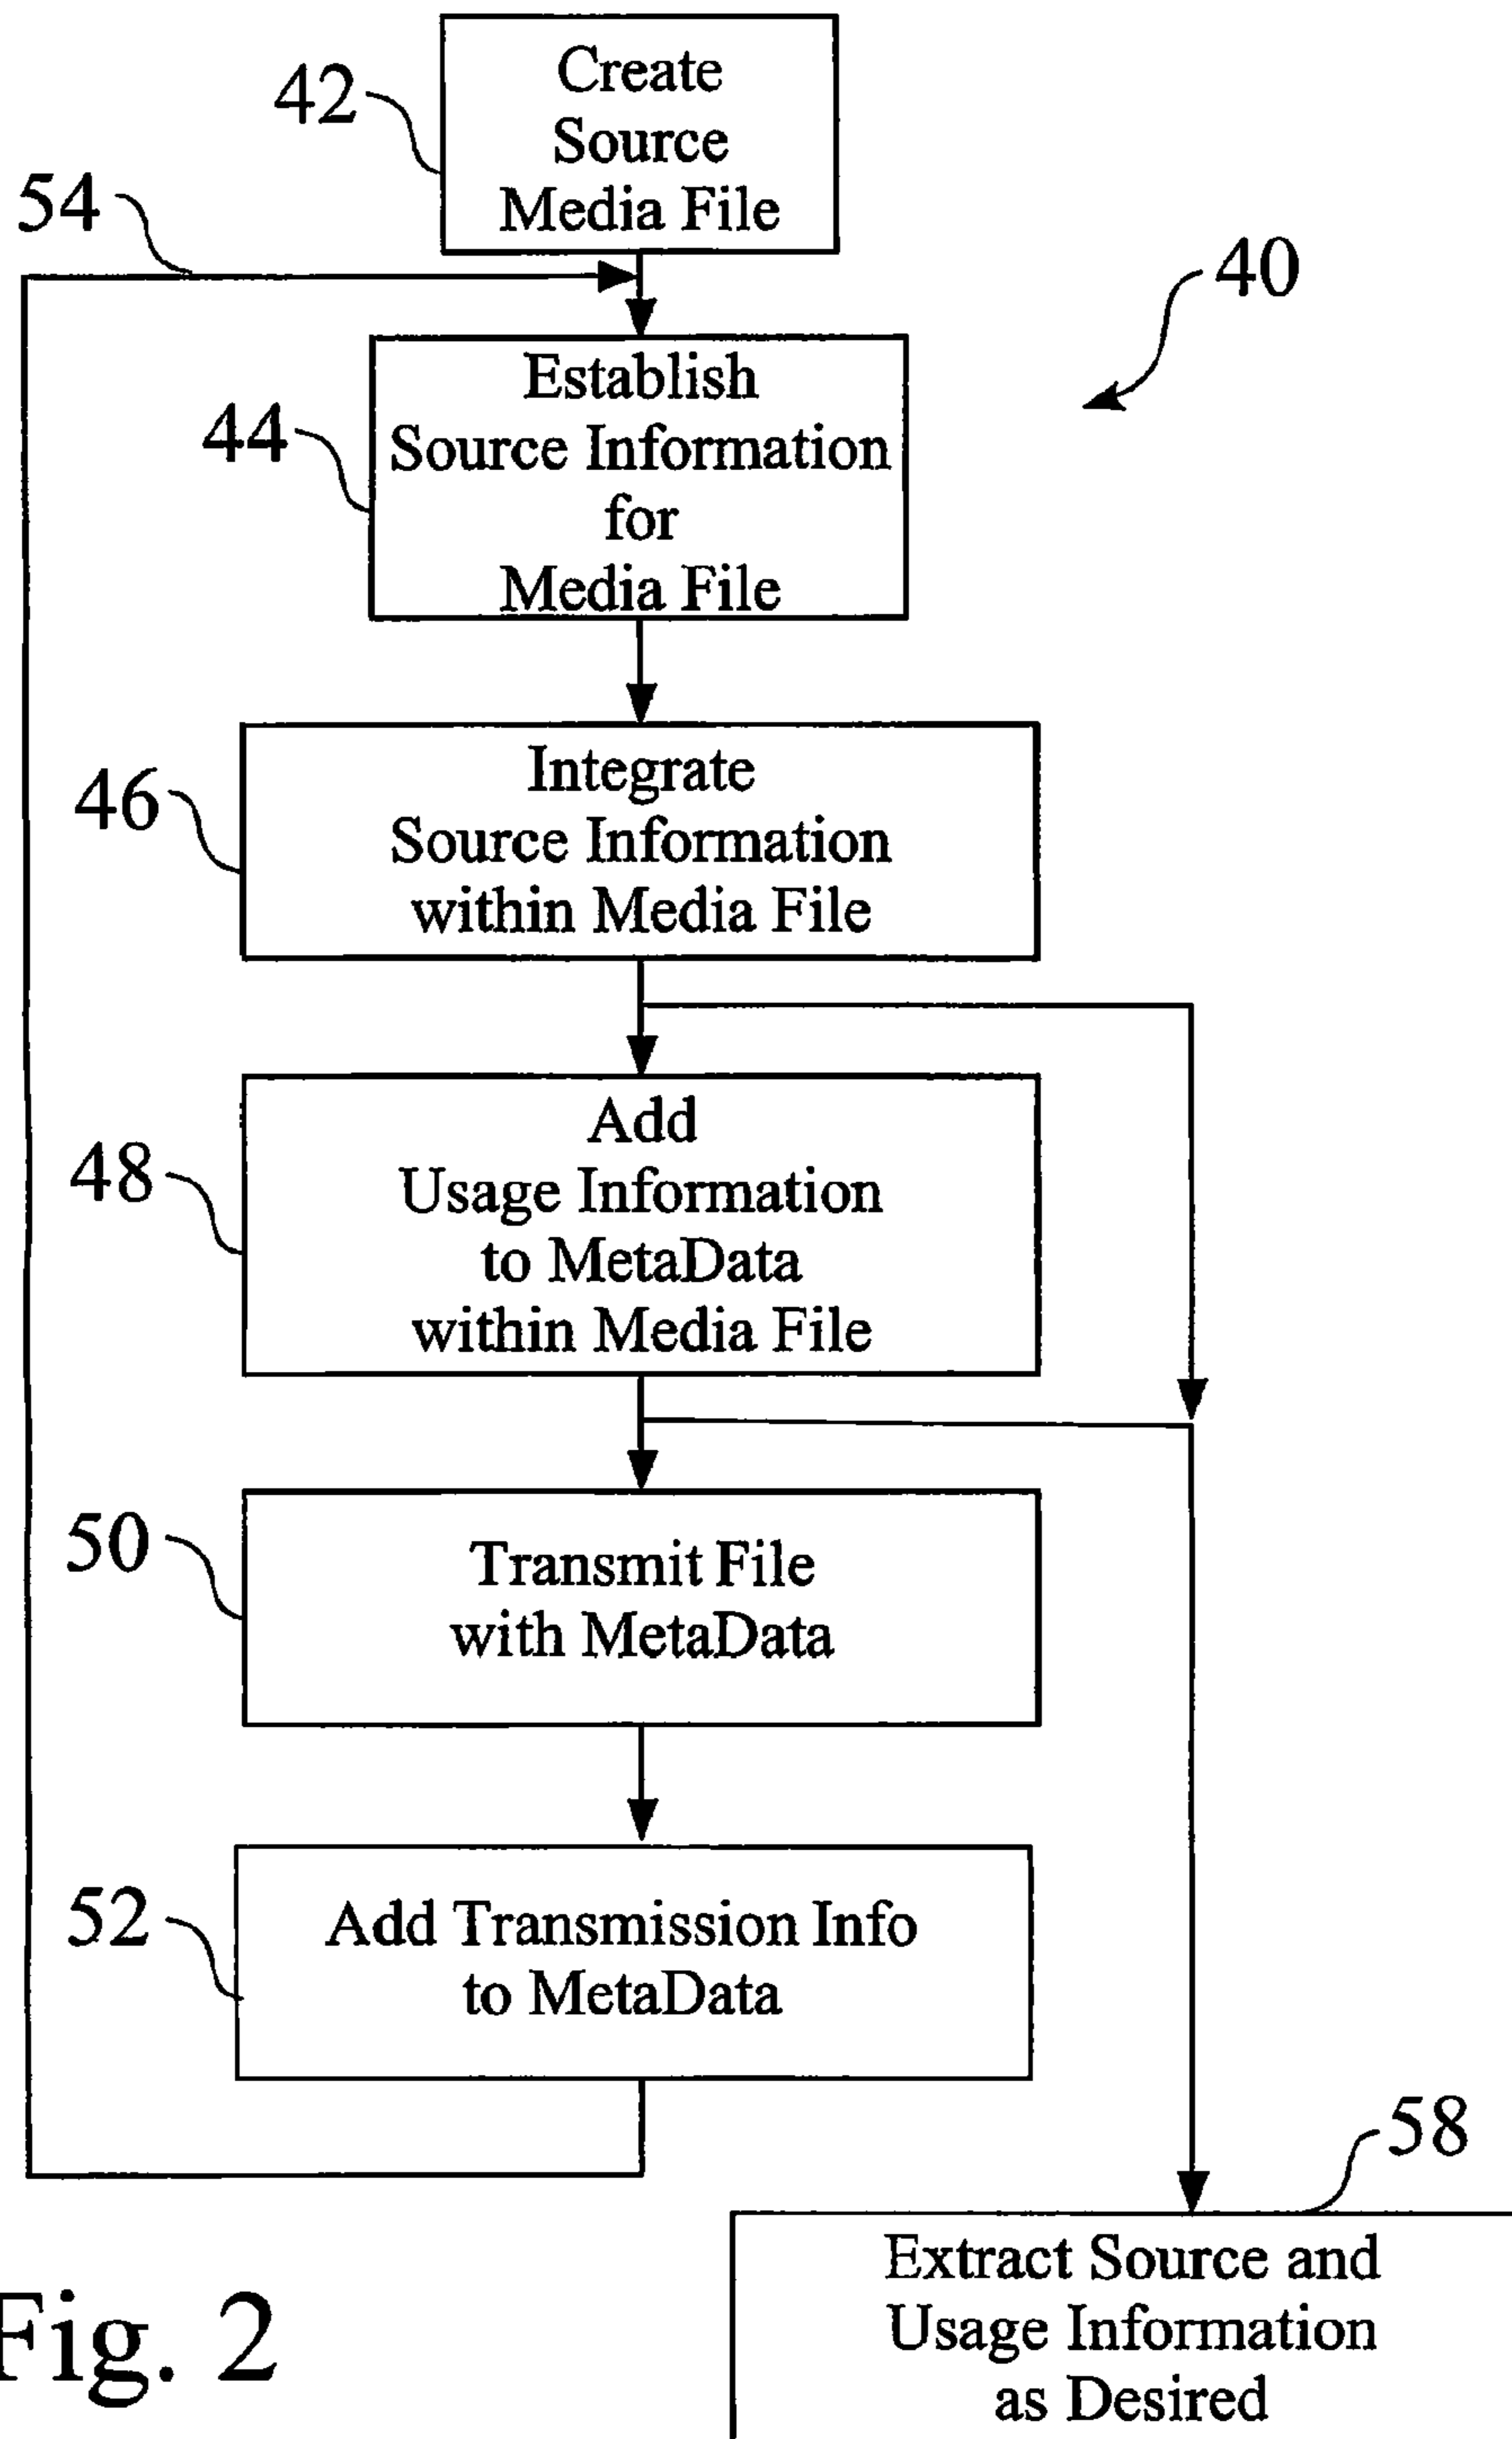 42
Create
Source
Media File
54
40
44
Establish
Source Information
for
Media File
46
Integrate
Source Information
within Media File
48
Add
Usage Information
to MetaData
within Media File
50
Transmit File
with MetaData
52
Add Transmission Info
to MetaData
58
Extract Source and
Usage Information
as Desired
Fig. 2